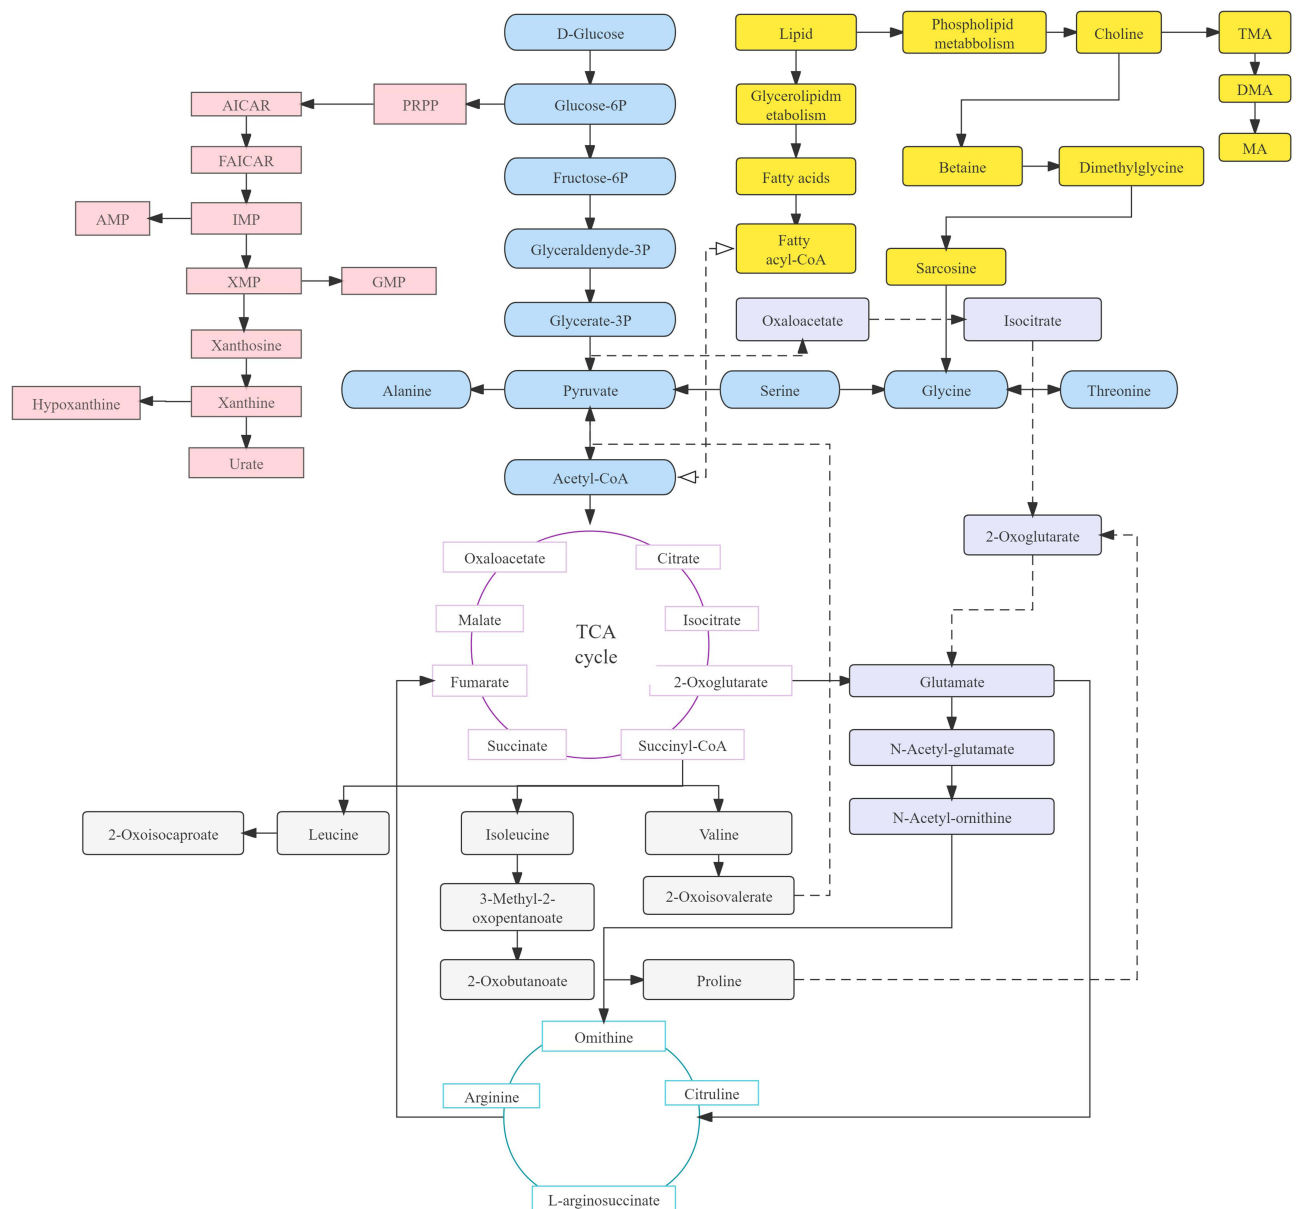 D-Glucose
Lipid
Phospholipid
metabbolism
Choline
TMA
AICAR
PRPP
Glucose-6P
Glycerolipidm
etabolism
DMA
MA
FAICAR
Fructose-6P
Fatty acids
Betaine
Dimethylglycine
AMP
IMP
Glyceraldenyde-3P
Fatty
acyl-CoA
Sarcosine
XMP
GMP
Glycerate-3P
Oxaloacetate
Isocitrate
Xanthosine
Hypoxanthine
Xanthine
Alanine
Pyruvate
Serine
Glycine
Threonine
Urate
Acetyl-CoA
2-Oxoglutarate
Oxaloacetate
Citrate
Malate
TCA
cycle
Isocitrate
Fumarate
2-Oxoglutarate
Glutamate
Succinate
Succinyl-CoA
N-Acetyl-glutamate
2-Oxoisocaproate
Leucine
Isoleucine
Valine
N-Acetyl-ornithine
3-Methyl-2-
oxopentanoate
2-Oxoisovalerate
2-Oxobutanoate
Proline
Omithine
Arginine
Citruline
L-arginosuccinate